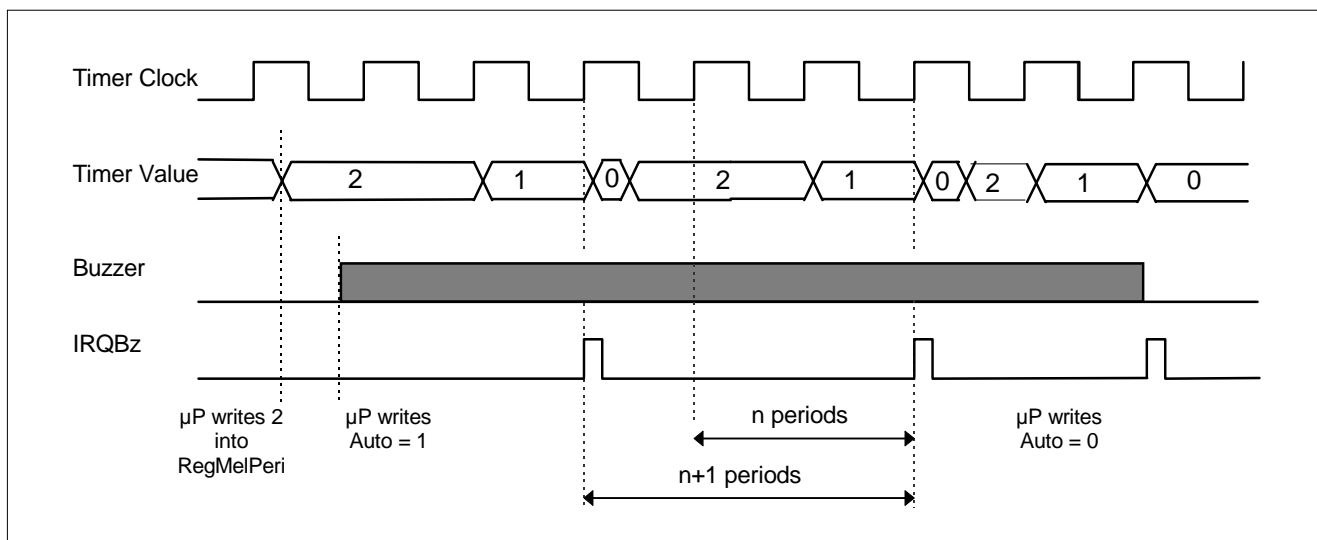 Timer Clock
Timer Value
2 1 0 2 1 0 2 1 0
Buzzer
IRQBz
µP writes 2
into
RegMelPeri
µP writes
Auto = 1
n periods
n+1 periods
µP writes
Auto = 0